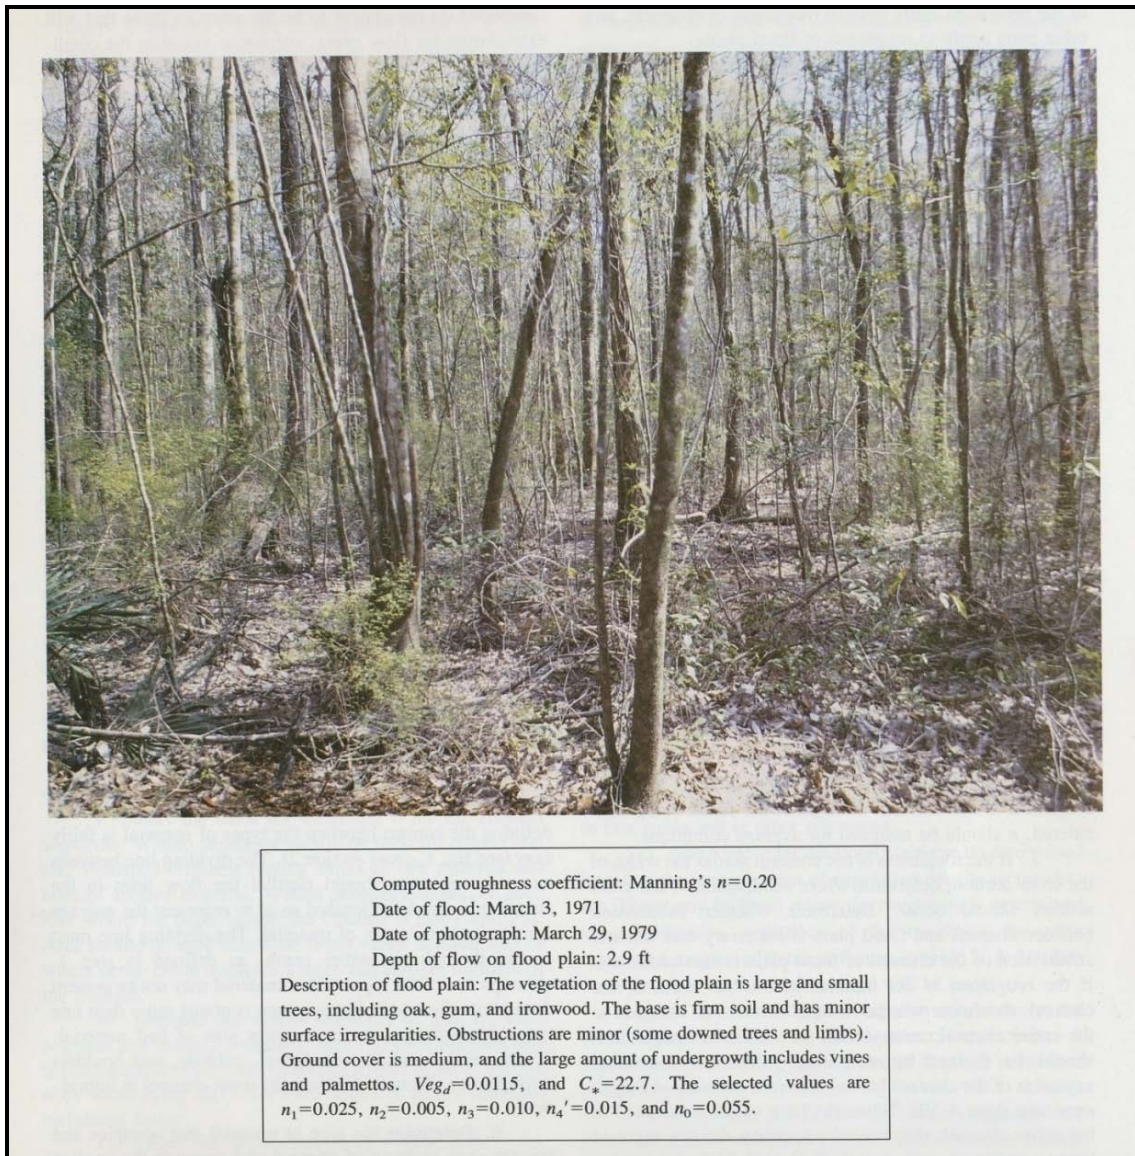 Computed roughness coefficient: Manning's n=0.20
Date of flood: March 3, 1971
Date of photograph: March 29, 1979
Depth of flow on flood plain: 2.9 ft
Description of flood plain: The vegetation of the flood plain is large and small
trees, including oak, gum, and ironwood. The base is firm soil and has minor
surface irregularities. Obstructions are minor (some downed trees and limbs).
Ground cover is medium, and the large amount of undergrowth includes vines
and palmettos. Veg_d=0.0115, and C_*=22.7. The selected values are
n₁=0.025, n₂=0.005, n₃=0.010, n₄'=0.015, and n₀=0.055.